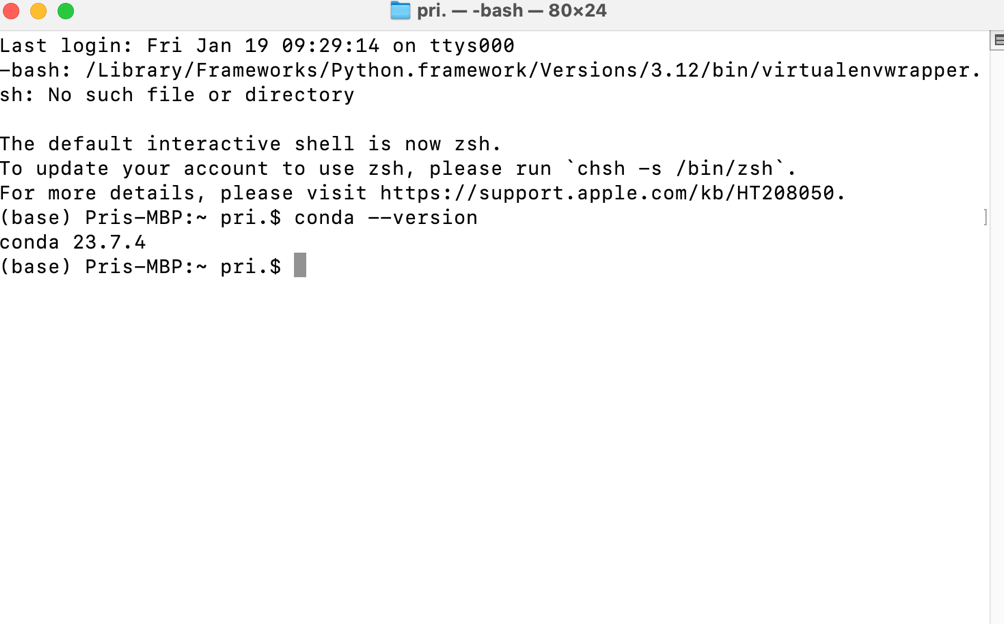 pri. — -bash — 80×24
Last login: Fri Jan 19 09:29:14 on ttys000
-bash: /Library/Frameworks/Python.framework/Versions/3.12/bin/virtualenvwrapper.
sh: No such file or directory
The default interactive shell is now zsh.
To update your account to use zsh, please run `chsh -s /bin/zsh`.
For more details, please visit https://support.apple.com/kb/HT208050.
(base) Pris-MBP:~ pri.$ conda --version
conda 23.7.4
(base) Pris-MBP:~ pri.$